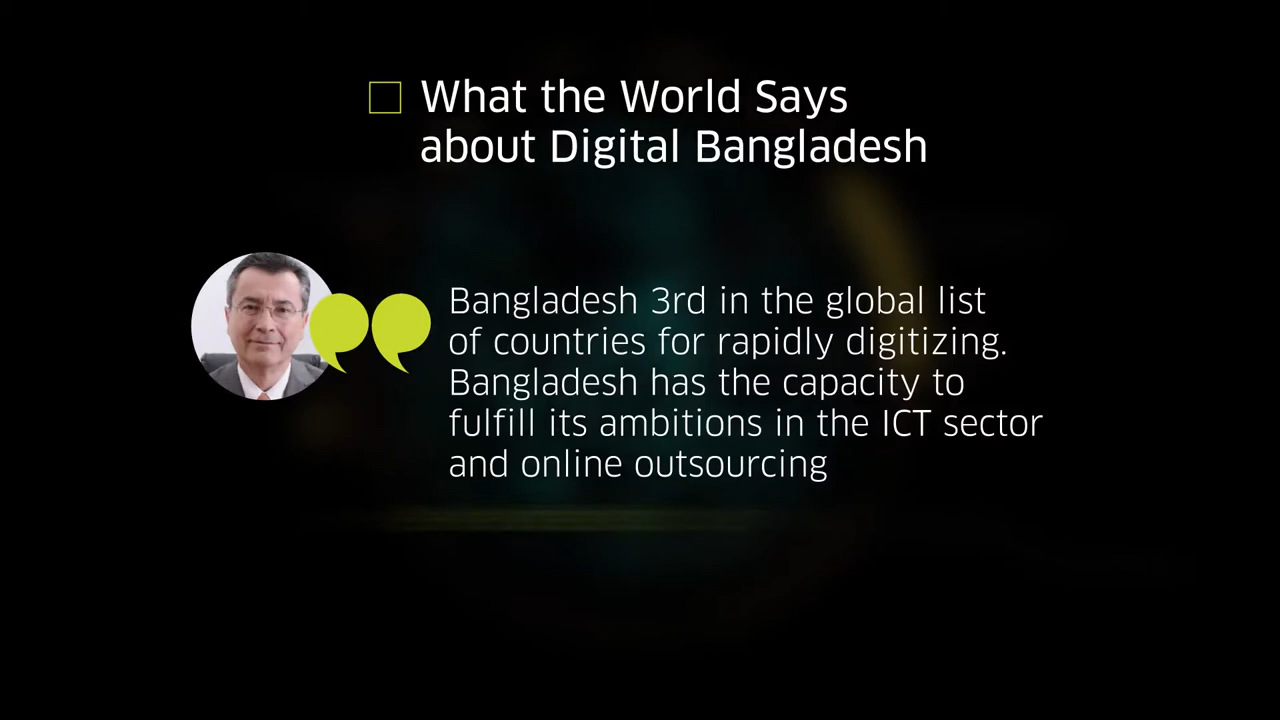 What the World Says
about Digital Bangladesh
Bangladesh 3rd in the global list
of countries for rapidly digitizing.
Bangladesh has the capacity to
fulfill its ambitions in the ICT sector
and online outsourcing